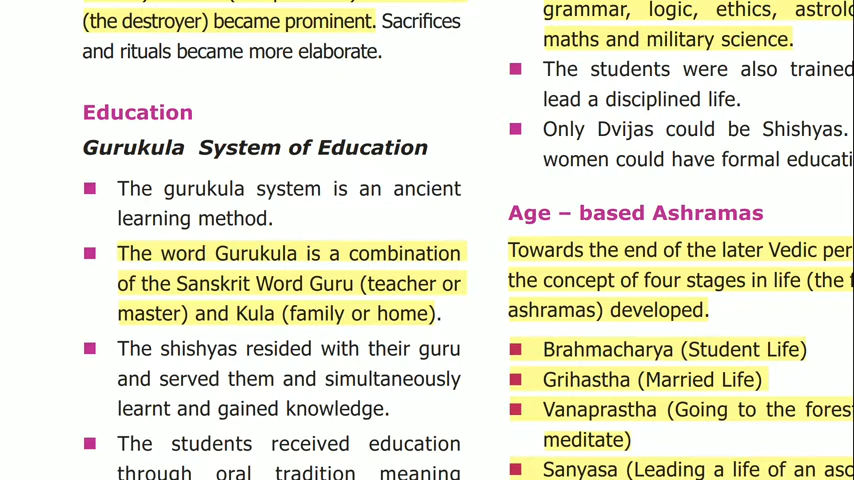 (the destroyer) became prominent. Sacrifices
and rituals became more elaborate.
Education
Gurukula System of Education
The gurukula system is an ancient
learning method.
The word Gurukula is a combination
of the Sanskrit Word Guru (teacher or
master) and Kula (family or home).
The shishyas resided with their guru
and served them and simultaneously
learnt and gained knowledge.
The students received education
through oral tradition meaning
grammar, logic, ethics,
maths and military science.
The students were also trained
lead a disciplined life.
Only Dvijas could be Shishyas.
women could have formal
Age – based Ashramas
Towards the end of the later Vedic
the concept of four stages in life (the
ashramas) developed.
Brahmacharya (Student Life)
Grihastha (Married Life)
Vanaprastha (Going to the
meditate)
Sanyasa (Leading a life of an